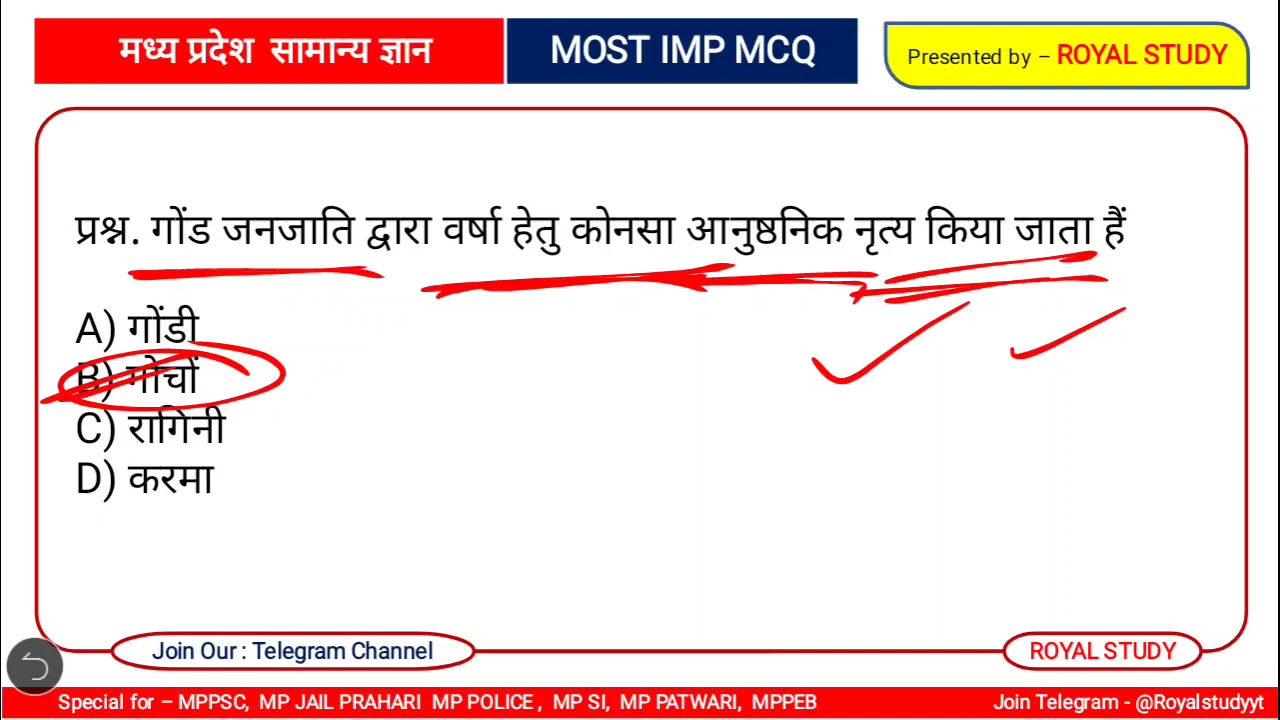 मध्य प्रदेश सामान्य ज्ञान
MOST IMP MCQ
Presented by – ROYAL STUDY
प्रश्न. गोंड जनजाति द्वारा वर्षा हेतु कोनसा आनुष्ठनिक नृत्य किया जाता हैं
A) गोंडी
B) गोचों
C) रागिनी
D) करमा
Join Our : Telegram Channel
ROYAL STUDY
Special for – MPPSC, MP JAIL PRAHARI MP POLICE , MP SI, MP PATWARI, MPPEB
Join Telegram - @Royalstudyyt